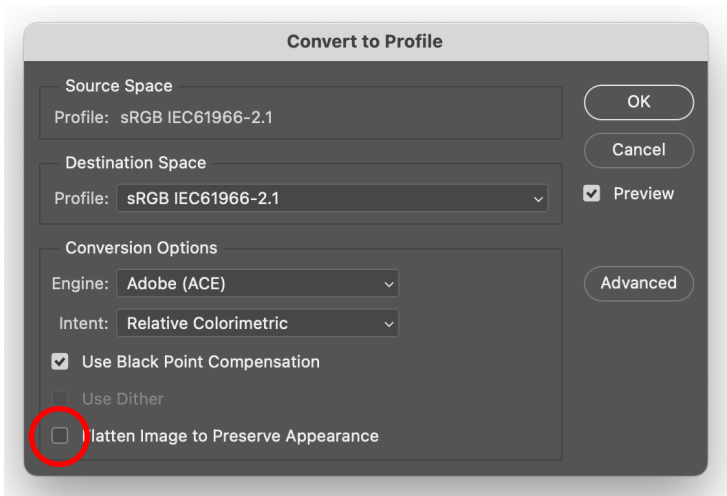 Convert to Profile
Source Space
Profile: sRGB IEC61966-2.1
OK
Cancel
Destination Space
Profile: sRGB IEC61966-2.1
Preview
Conversion Options
Engine: Adobe (ACE)
Advanced
Intent: Relative Colorimetric
Use Black Point Compensation
Use Dither
Flatten Image to Preserve Appearance